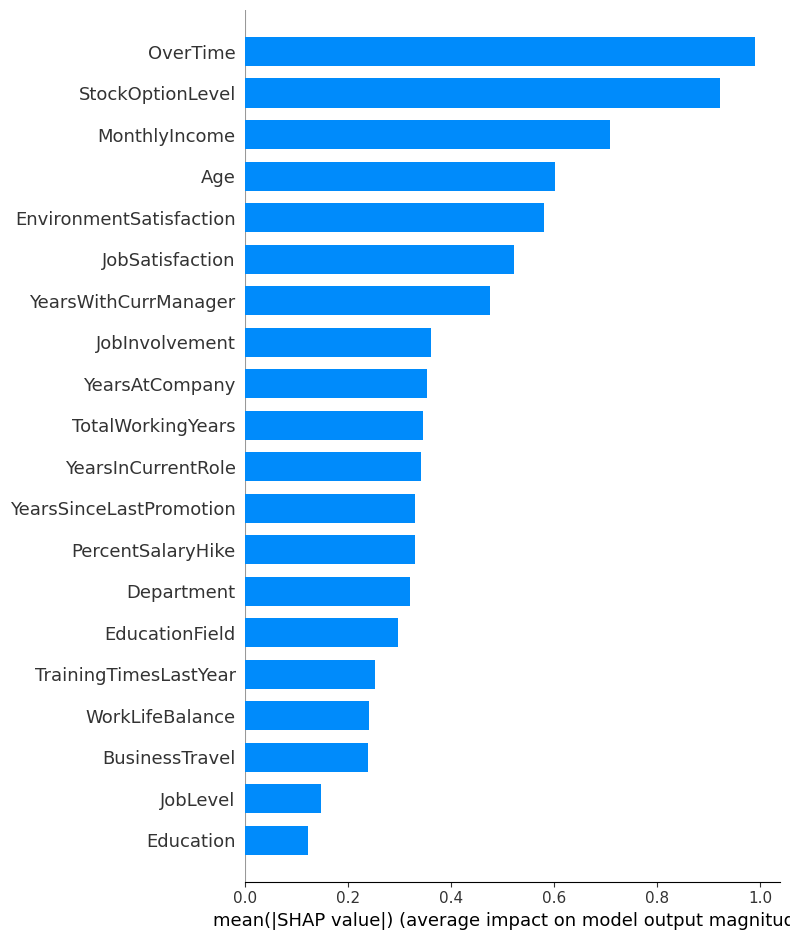 OverTime
StockOptionLevel
MonthlyIncome
Age
EnvironmentSatisfaction
JobSatisfaction
YearsWithCurrManager
JobInvolvement
YearsAtCompany
TotalWorkingYears
YearsInCurrentRole
YearsSinceLastPromotion
PercentSalaryHike
Department
EducationField
TrainingTimesLastYear
WorkLifeBalance
BusinessTravel
JobLevel
Education
0.0 0.2 0.4 0.6 0.8 1.0
mean(|SHAP value|) (average impact on model output magnitud